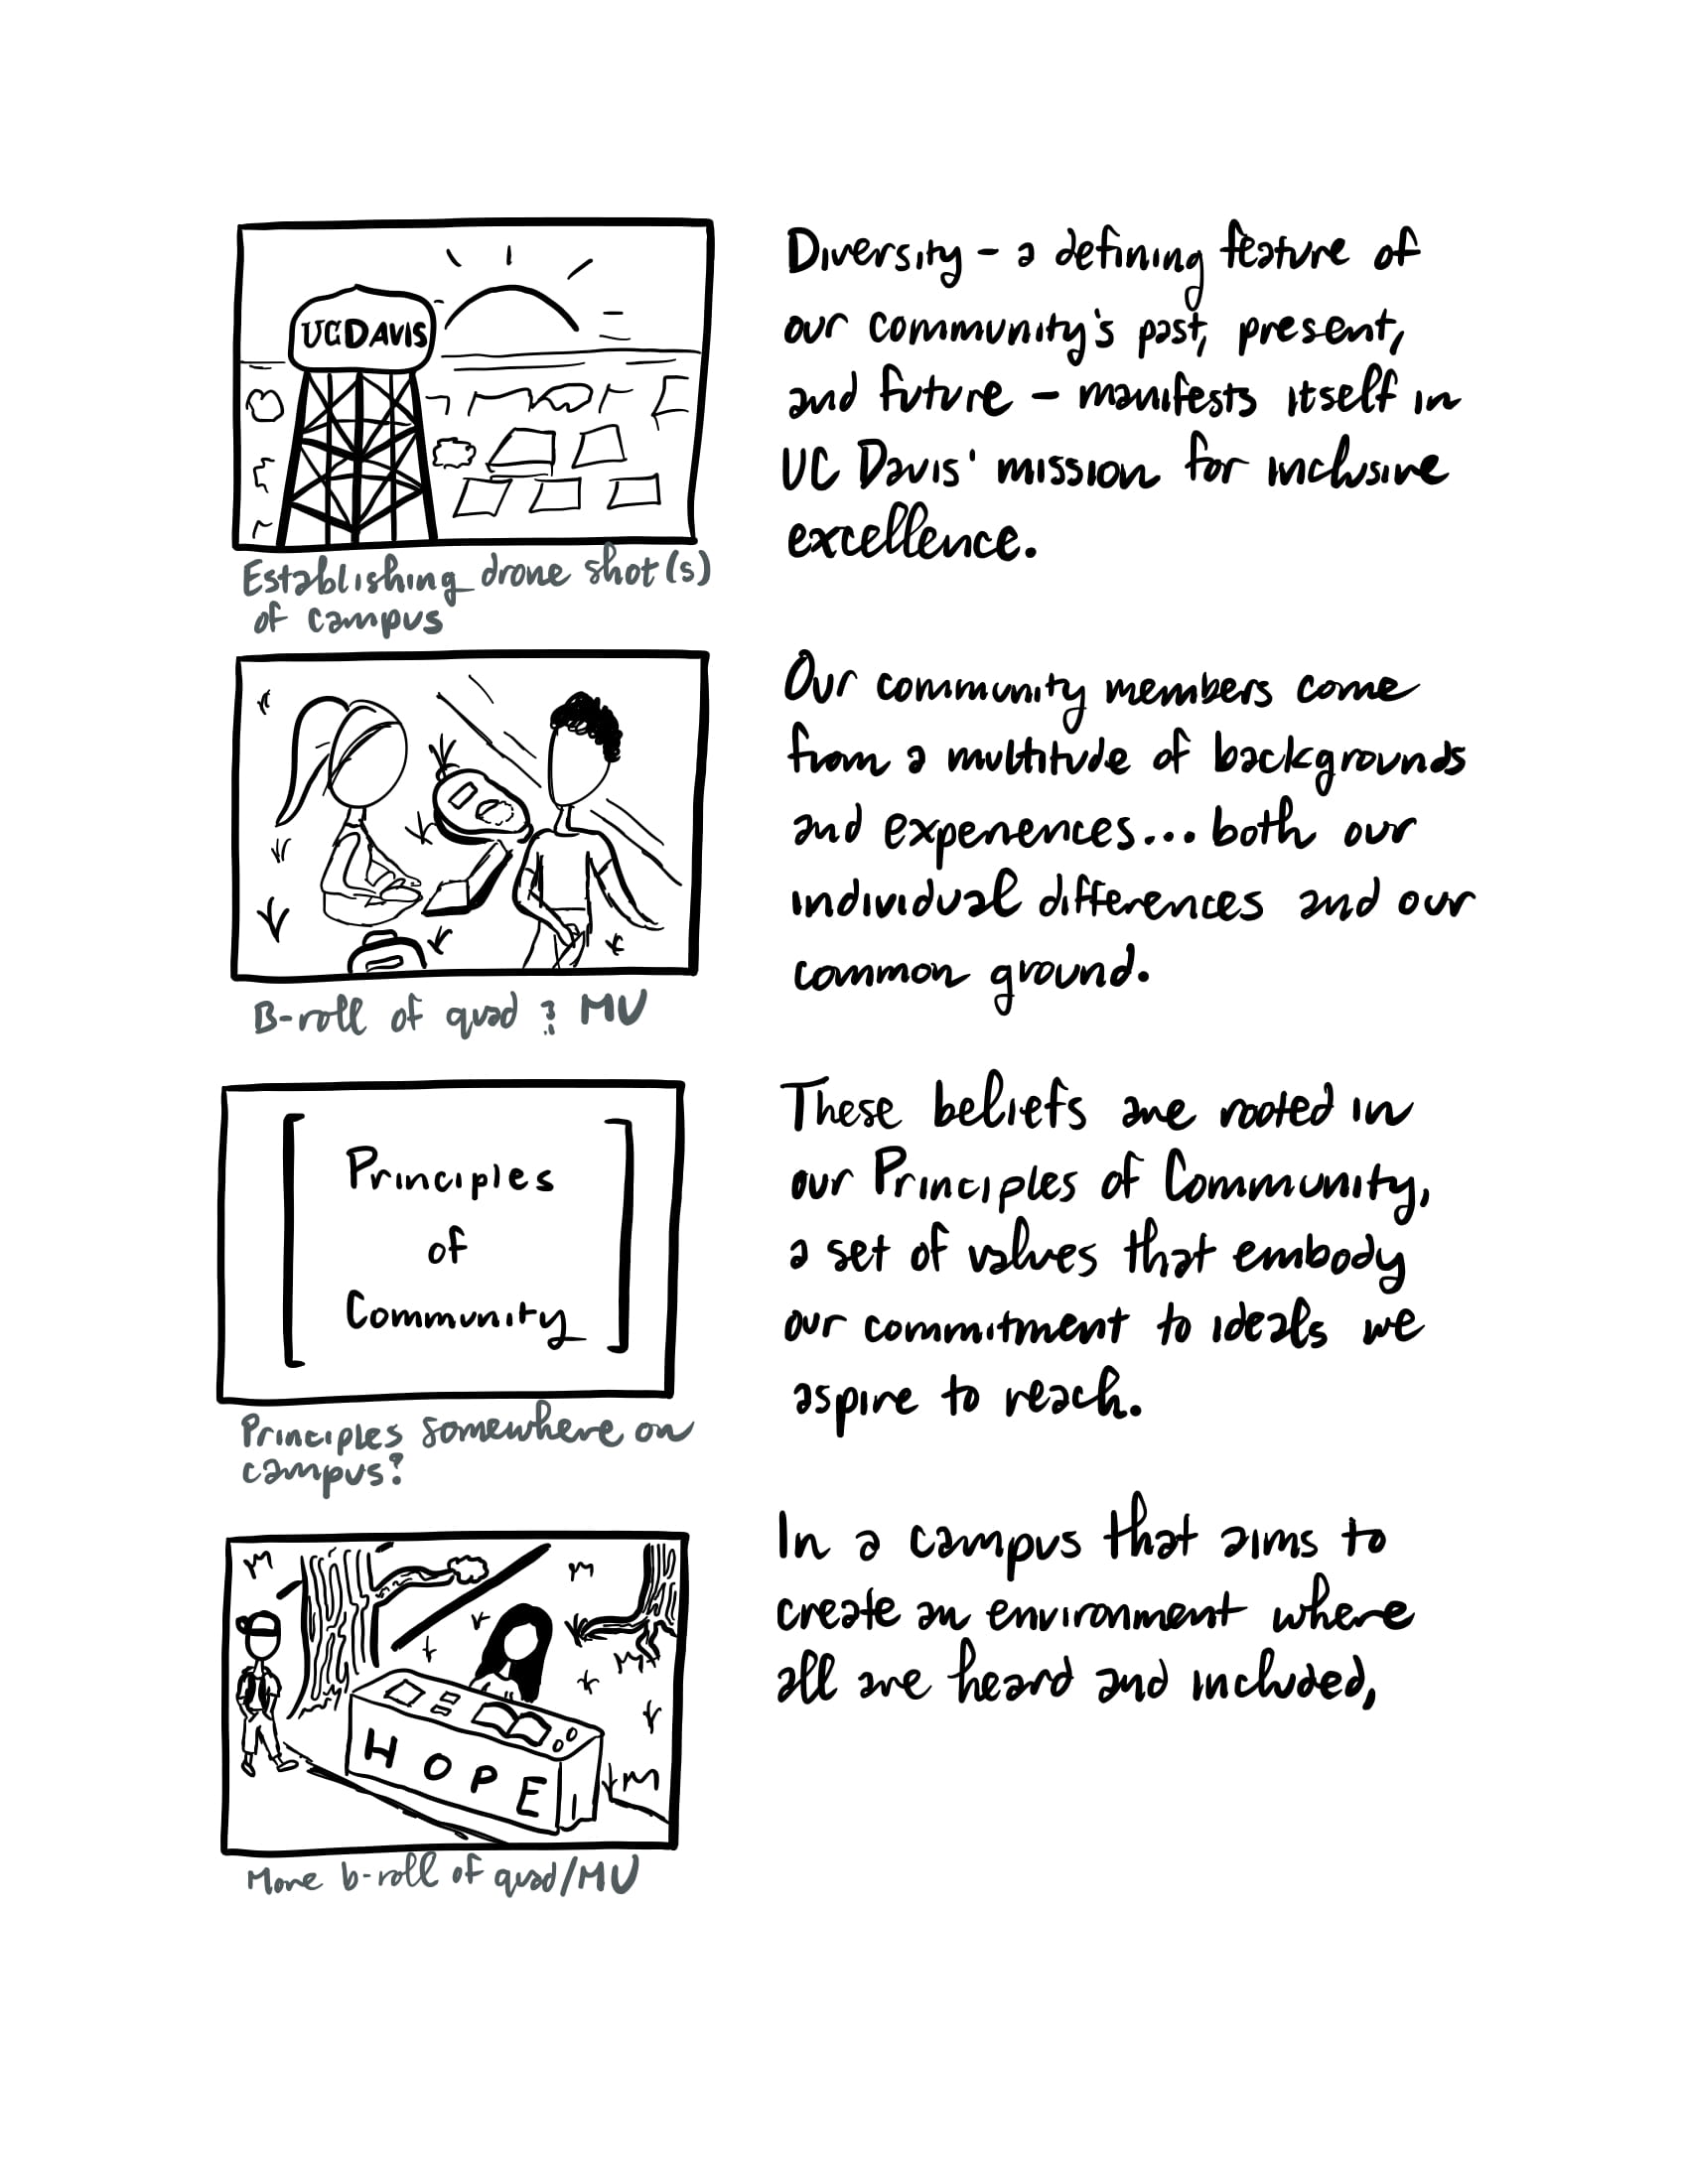 UC DAVIS
Establishing drone shot(s)
of campus
Diversity – a defining feature of
our community's past, present,
and future – manifests itself in
UC Davis' mission for inclusive
excellence.
B-roll of quad & MU
Our community members come
from a multitude of backgrounds
and experiences... both our
individual differences and our
common ground.
Principles
of
Community
Principles somewhere on
campus?
These beliefs are rooted in
our Principles of Community,
a set of values that embody
our commitment to ideals we
aspire to reach.
HOPE
More b-roll of quad/MU
In a campus that aims to
create an environment where
all are heard and included,